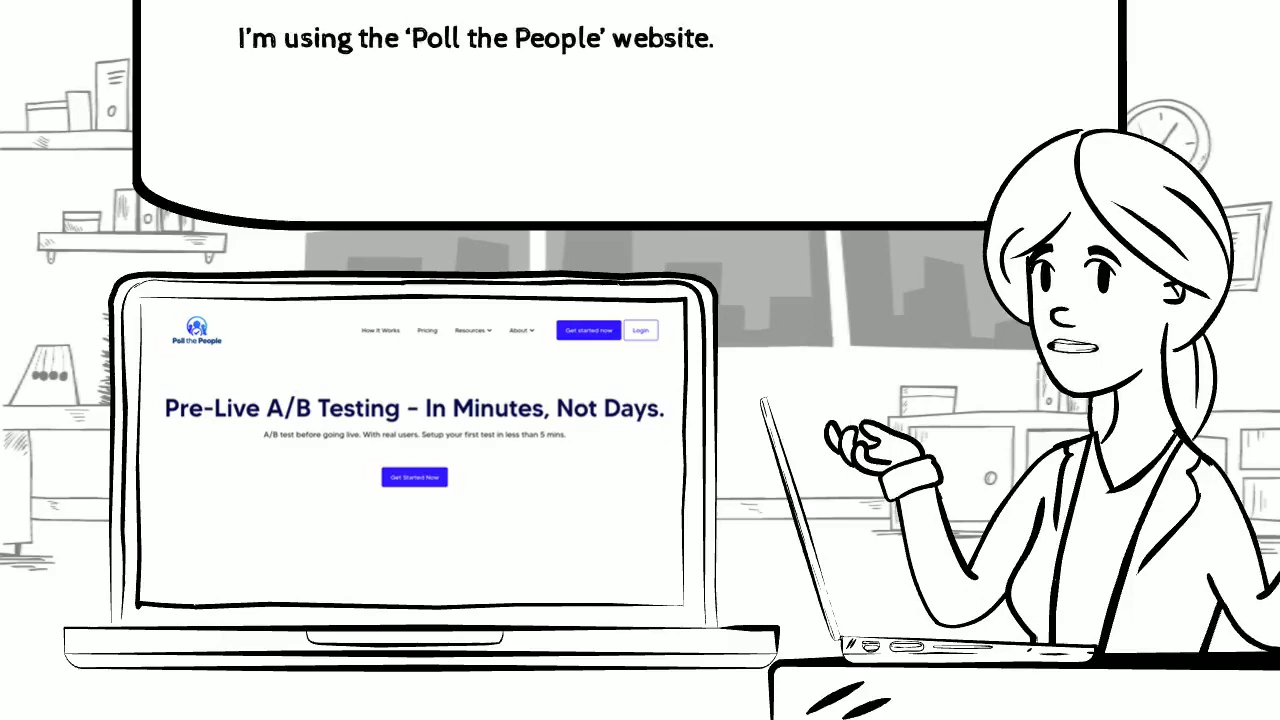 I'm using the ‘Poll the People’ website.
Poll the People
How It Works
Pricing
Resources
About
Get started now
Login
Pre-Live A/B Testing – In Minutes, Not Days.
A/B test before going live. With real users. Setup your first test in less than 5 mins.
Get Started Now